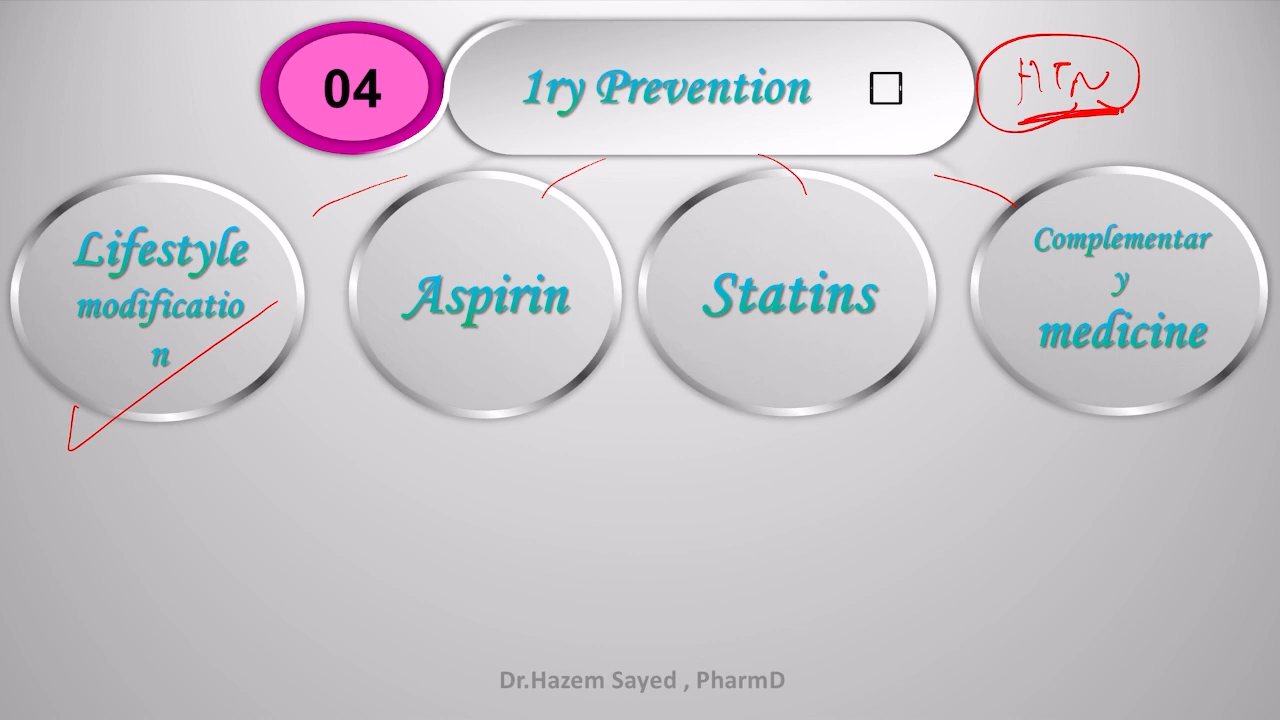 04
1ry Prevention
HTN
Lifestyle
modificatio
n
Aspirin
Statins
Complementar
y
medicine
Dr.Hazem Sayed , PharmD